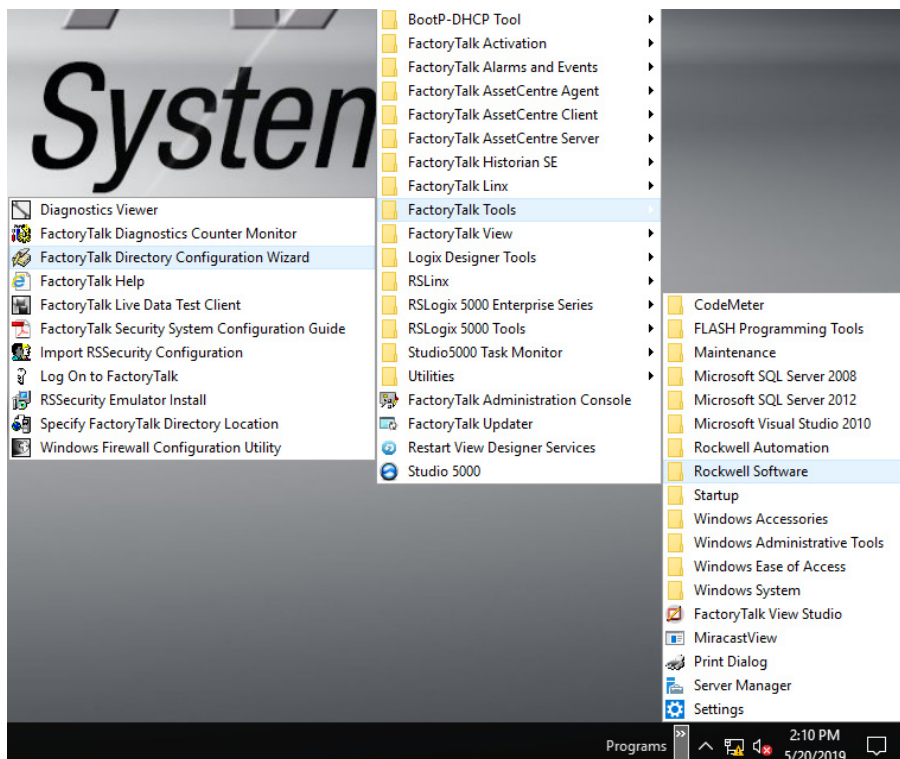 System
BootP-DHCP Tool
FactoryTalk Activation
FactoryTalk Alarms and Events
FactoryTalk AssetCentre Agent
FactoryTalk AssetCentre Client
FactoryTalk AssetCentre Server
FactoryTalk Historian SE
FactoryTalk Linx
FactoryTalk Tools
FactoryTalk View
Logix Designer Tools
RSLinx
RSLogix 5000 Enterprise Series
RSLogix 5000 Tools
Studio5000 Task Monitor
Utilities
FactoryTalk Administration Console
FactoryTalk Updater
Restart View Designer Services
Studio 5000
Diagnostics Viewer
FactoryTalk Diagnostics Counter Monitor
FactoryTalk Directory Configuration Wizard
FactoryTalk Help
FactoryTalk Live Data Test Client
FactoryTalk Security System Configuration Guide
Import RSSecurity Configuration
Log On to FactoryTalk
RSSecurity Emulator Install
Specify FactoryTalk Directory Location
Windows Firewall Configuration Utility
CodeMeter
FLASH Programming Tools
Maintenance
Microsoft SQL Server 2008
Microsoft SQL Server 2012
Microsoft Visual Studio 2010
Rockwell Automation
Rockwell Software
Startup
Windows Accessories
Windows Administrative Tools
Windows Ease of Access
Windows System
FactoryTalk View Studio
MiracastView
Print Dialog
Server Manager
Settings
Programs
2:10 PM
5/20/2019